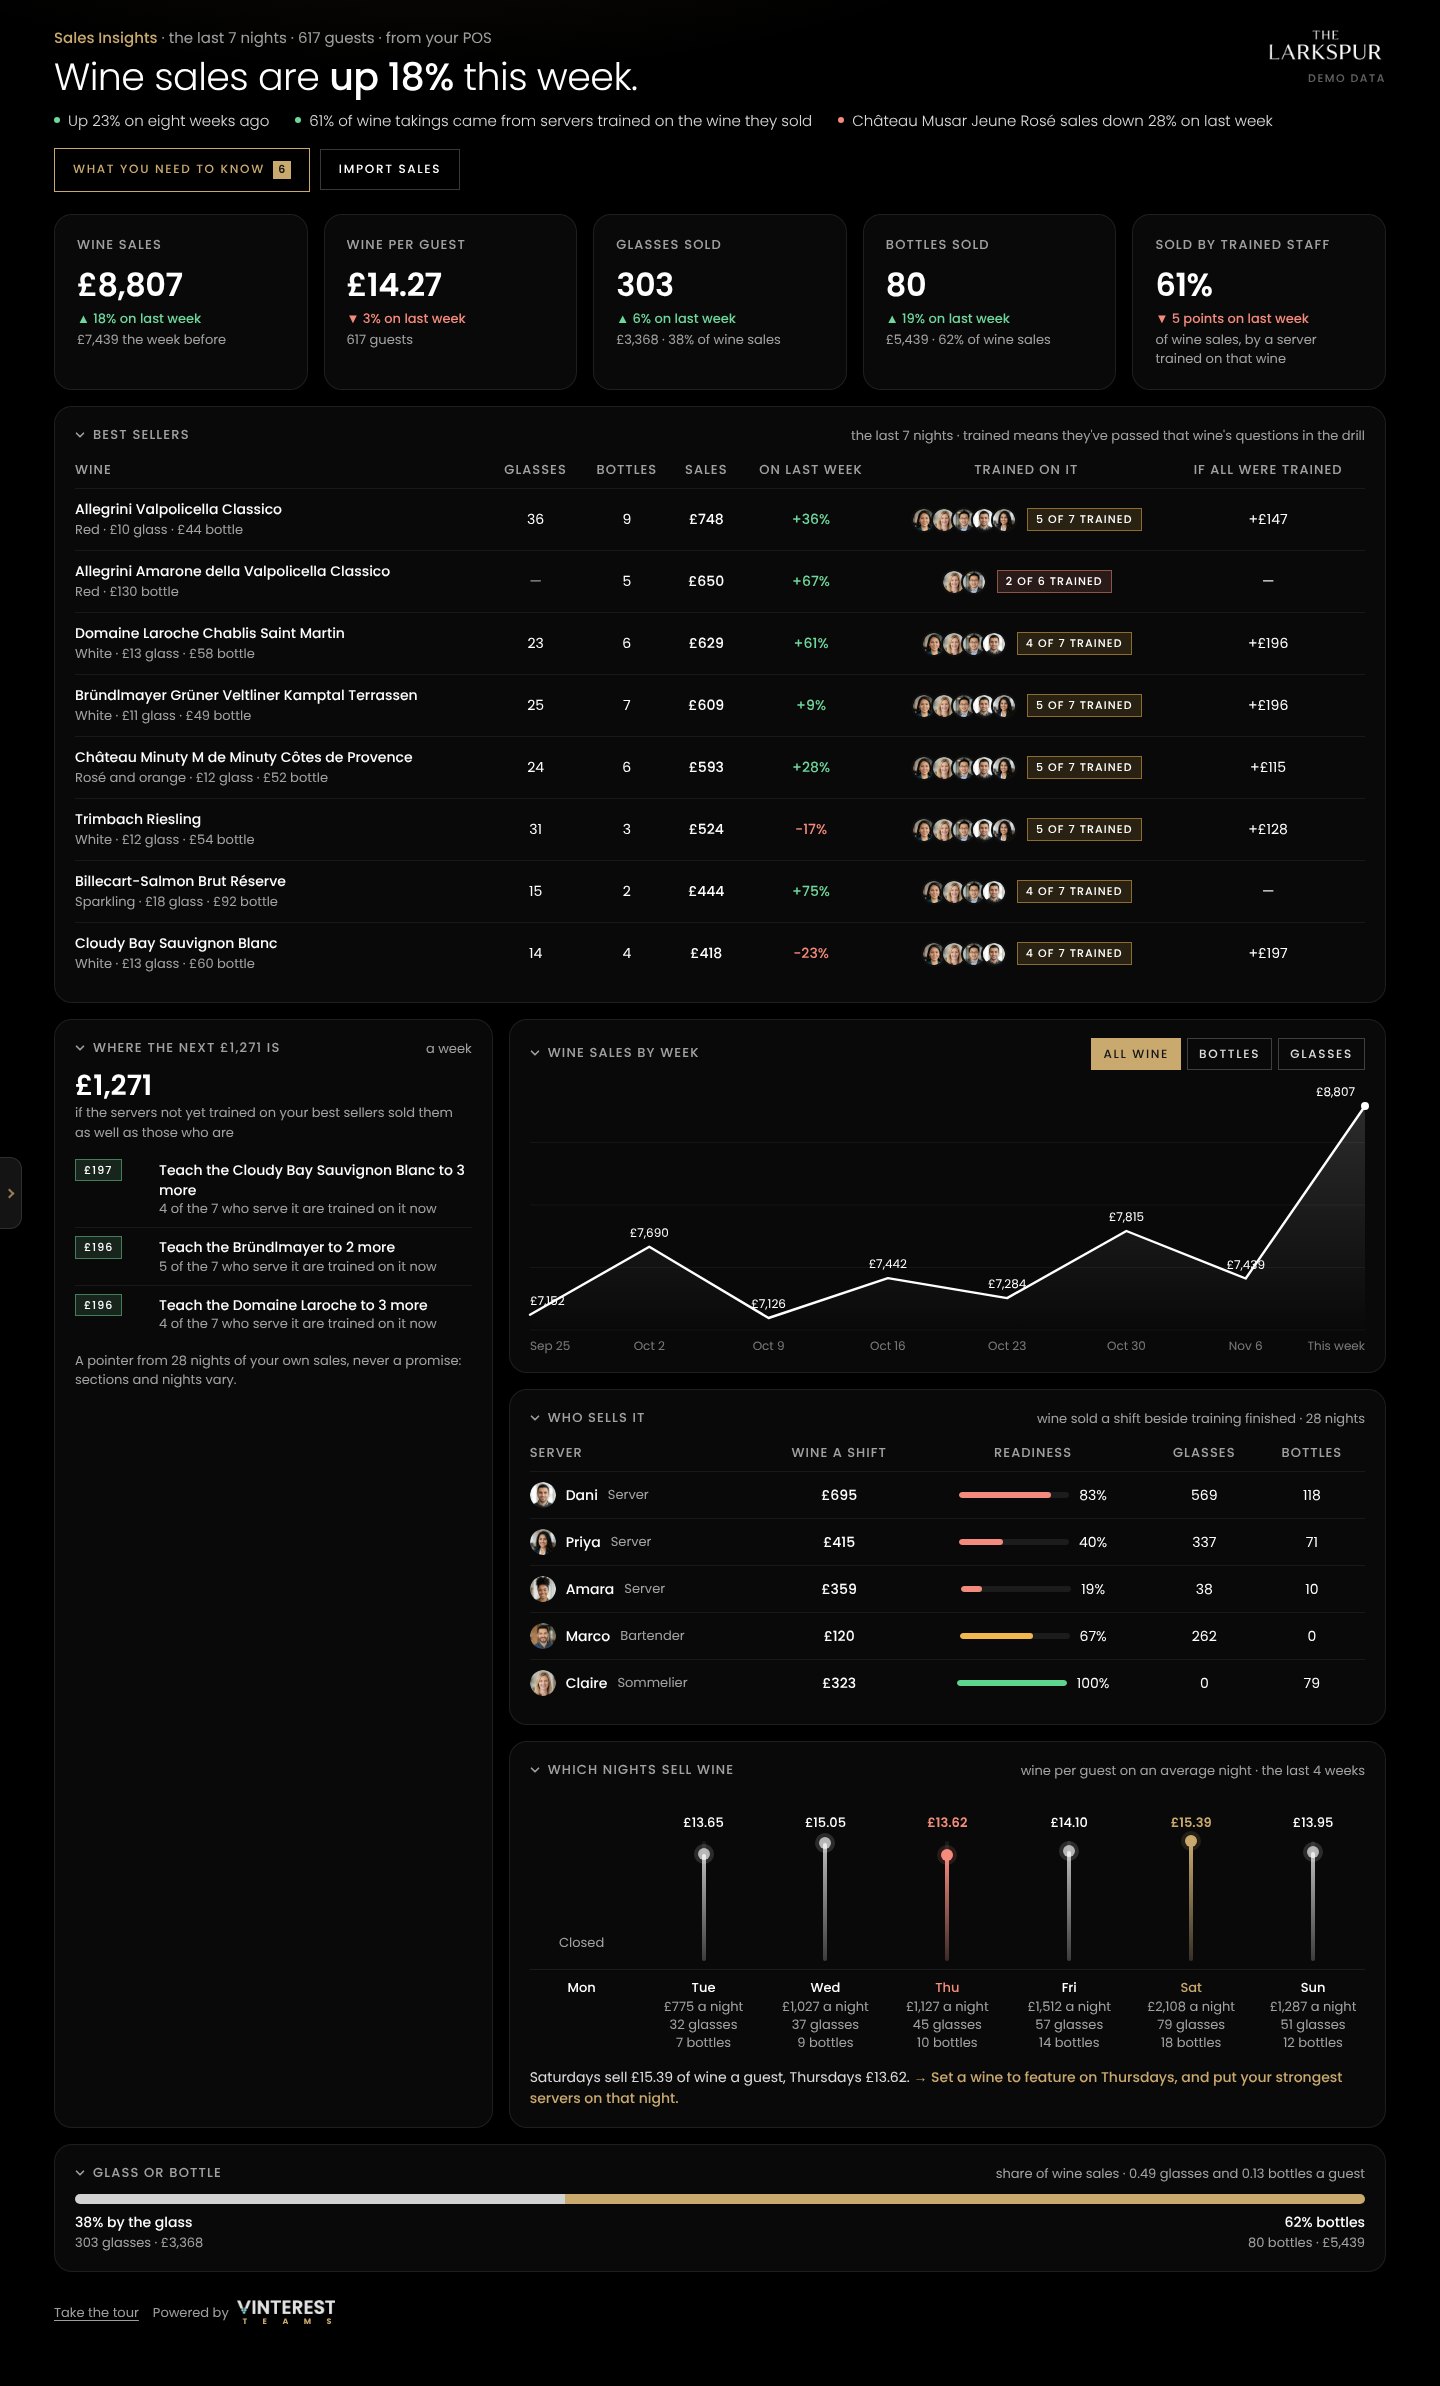 Sales Insights · the last 7 nights · 617 guests · from your POS
THE
LARKSPUR
DEMO DATA
Wine sales are up 18% this week.
Up 23% on eight weeks ago
61% of wine takings came from servers trained on the wine they sold
Château Musar Jeune Rosé sales down 28% on last week
WHAT YOU NEED TO KNOW 6
IMPORT SALES
WINE SALES
£8,807
▲ 18% on last week
£7,439 the week before
WINE PER GUEST
£14.27
▼ 3% on last week
617 guests
GLASSES SOLD
303
▲ 6% on last week
£3,368 · 38% of wine sales
BOTTLES SOLD
80
▲ 19% on last week
£5,439 · 62% of wine sales
SOLD BY TRAINED STAFF
61%
▼ 5 points on last week
of wine sales, by a server
trained on that wine
BEST SELLERS
the last 7 nights · trained means they've passed that wine's questions in the drill
WINE GLASSES BOTTLES SALES ON LAST WEEK TRAINED ON IT IF ALL WERE TRAINED
Allegrini Valpolicella Classico
Red · £10 glass · £44 bottle
36 9 £748 +36% 5 OF 7 TRAINED +£147
Allegrini Amarone della Valpolicella Classico
Red · £130 bottle
— 5 £650 +67% 2 OF 6 TRAINED —
Domaine Laroche Chablis Saint Martin
White · £13 glass · £58 bottle
23 6 £629 +61% 4 OF 7 TRAINED +£196
Bründlmayer Grüner Veltliner Kamptal Terrassen
White · £11 glass · £49 bottle
25 7 £609 +9% 5 OF 7 TRAINED +£196
Château Minuty M de Minuty Côtes de Provence
Rosé and orange · £12 glass · £52 bottle
24 6 £593 +28% 5 OF 7 TRAINED +£115
Trimbach Riesling
White · £12 glass · £54 bottle
31 3 £524 -17% 5 OF 7 TRAINED +£128
Billecart-Salmon Brut Réserve
Sparkling · £18 glass · £92 bottle
15 2 £444 +75% 4 OF 7 TRAINED —
Cloudy Bay Sauvignon Blanc
White · £13 glass · £60 bottle
14 4 £418 -23% 4 OF 7 TRAINED +£197
WHERE THE NEXT £1,271 IS
a week
£1,271
if the servers not yet trained on your best sellers sold them
as well as those who are
£197
Teach the Cloudy Bay Sauvignon Blanc to 3
more
4 of the 7 who serve it are trained on it now
£196
Teach the Bründlmayer to 2 more
5 of the 7 who serve it are trained on it now
£196
Teach the Domaine Laroche to 3 more
4 of the 7 who serve it are trained on it now
A pointer from 28 nights of your own sales, never a promise:
sections and nights vary.
WINE SALES BY WEEK
ALL WINE BOTTLES GLASSES
£7,152 £7,690 £7,126 £7,442 £7,284 £7,815 £7,439 £8,807
Sep 25 Oct 2 Oct 9 Oct 16 Oct 23 Oct 30 Nov 6 This week
WHO SELLS IT
wine sold a shift beside training finished · 28 nights
SERVER WINE A SHIFT READINESS GLASSES BOTTLES
Dani Server £695 83% 569 118
Priya Server £415 40% 337 71
Amara Server £359 19% 38 10
Marco Bartender £120 67% 262 0
Claire Sommelier £323 100% 0 79
WHICH NIGHTS SELL WINE
wine per guest on an average night · the last 4 weeks
£13.65 £15.05 £13.62 £14.10 £15.39 £13.95
Closed
Mon Tue Wed Thu Fri Sat Sun
£775 a night £1,027 a night £1,127 a night £1,512 a night £2,108 a night £1,287 a night
32 glasses 37 glasses 45 glasses 57 glasses 79 glasses 51 glasses
7 bottles 9 bottles 10 bottles 14 bottles 18 bottles 12 bottles
Saturdays sell £15.39 of wine a guest, Thursdays £13.62. → Set a wine to feature on Thursdays, and put your strongest
servers on that night.
GLASS OR BOTTLE
share of wine sales · 0.49 glasses and 0.13 bottles a guest
38% by the glass
62% bottles
303 glasses · £3,368
80 bottles · £5,439
Take the tour Powered by VINTEREST
TEAMS